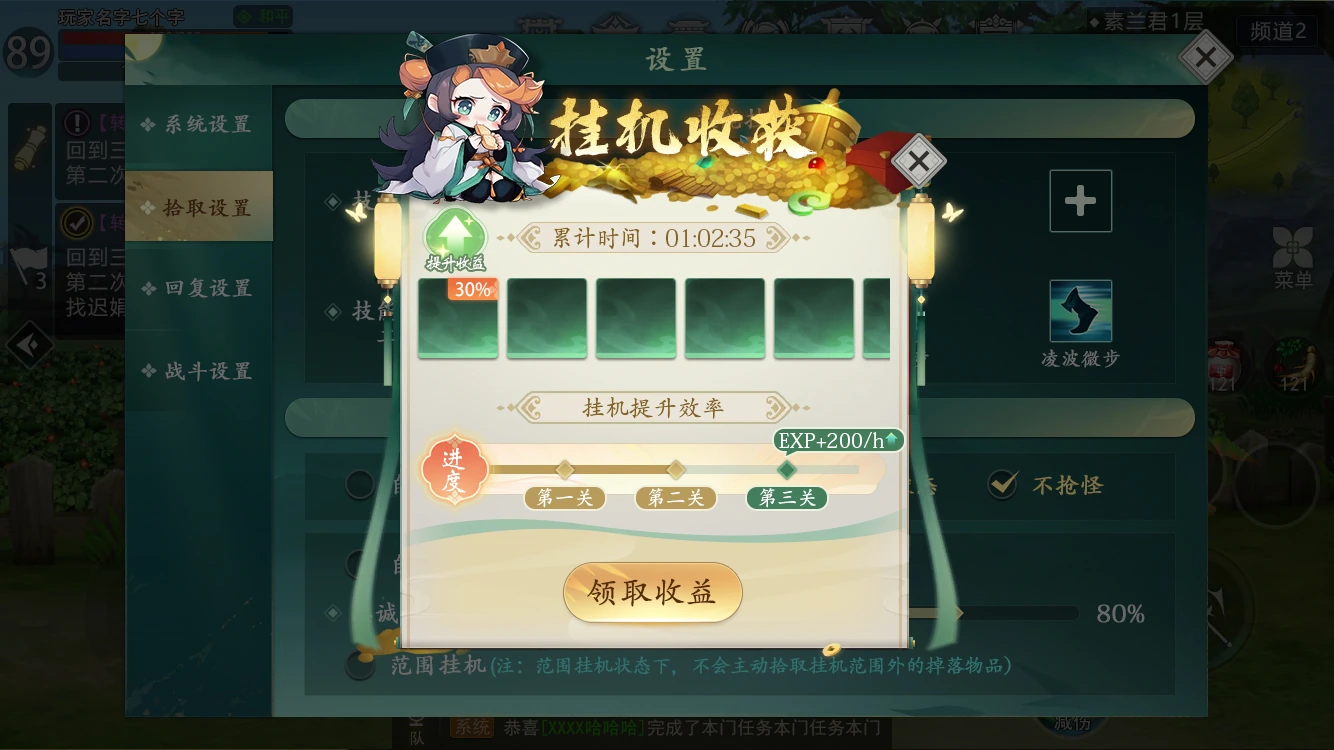 玩家名字七个字
和平
89
素兰君1层
频道2
设置
系统设置
拾取设置
回复设置
战斗设置
挂机收获
累计时间：01:02:35
提升收益
30%
挂机提升效率
EXP+200/h
进度
第一关
第二关
第三关
领取收益
【转
回到三
第二次
【转
回到三
第二次
找迟娟
3
菜单
凌波微步
121
121
不抢怪
诚
80%
范围挂机(注：范围挂机状态下，不会主动拾取挂机范围外的掉落物品)
队
系统
恭喜[XXXX哈哈哈]完成了本门任务本门任务本门
减伤